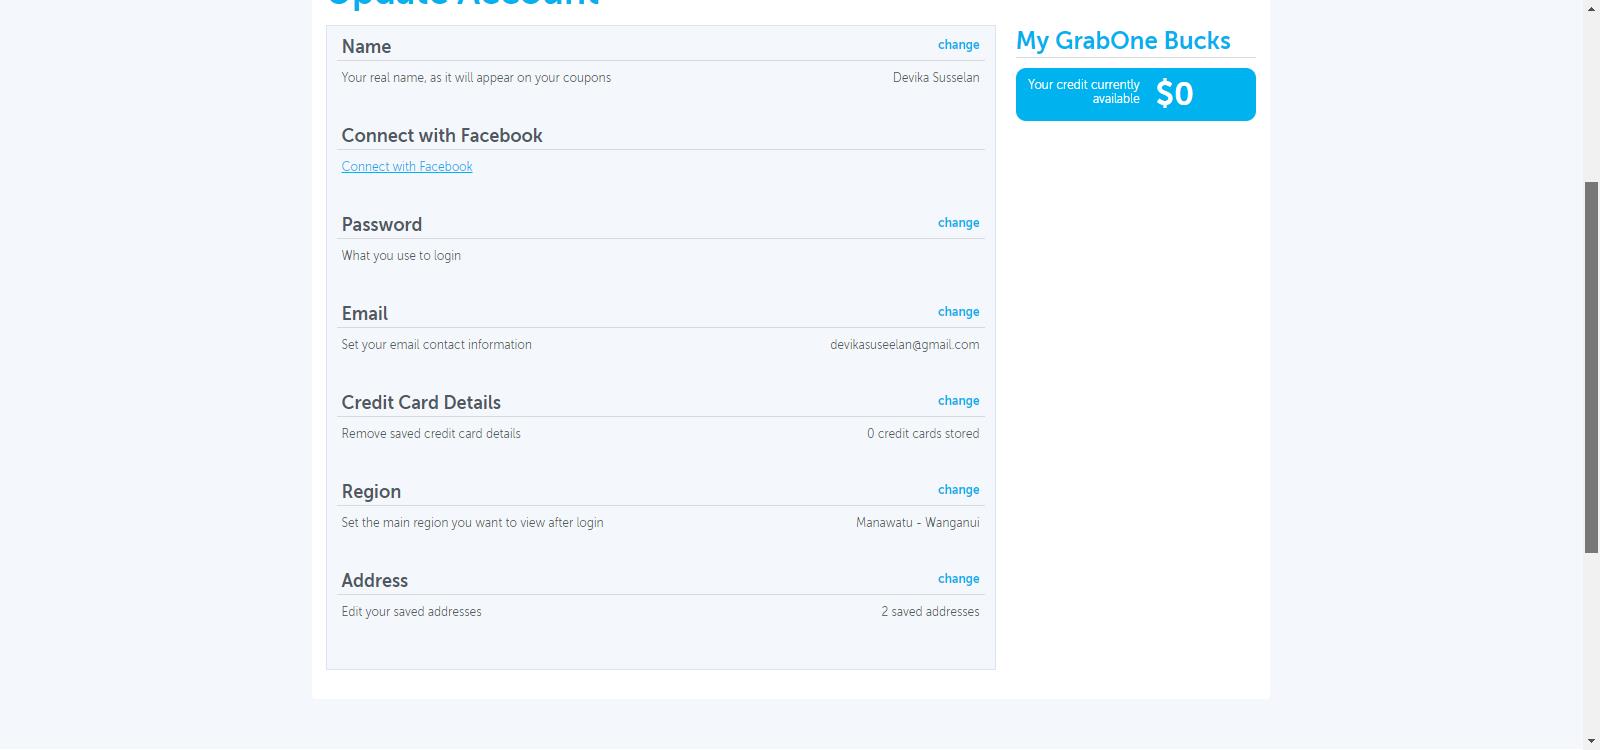 Update Account
Name
change
Your real name, as it will appear on your coupons
Devika Susselan
Connect with Facebook
Connect with Facebook
Password
change
What you use to login
Email
change
Set your email contact information
devikasuseelan@gmail.com
Credit Card Details
change
Remove saved credit card details
0 credit cards stored
Region
change
Set the main region you want to view after login
Manawatu - Wanganui
Address
change
Edit your saved addresses
2 saved addresses
My GrabOne Bucks
Your credit currently
available
$0